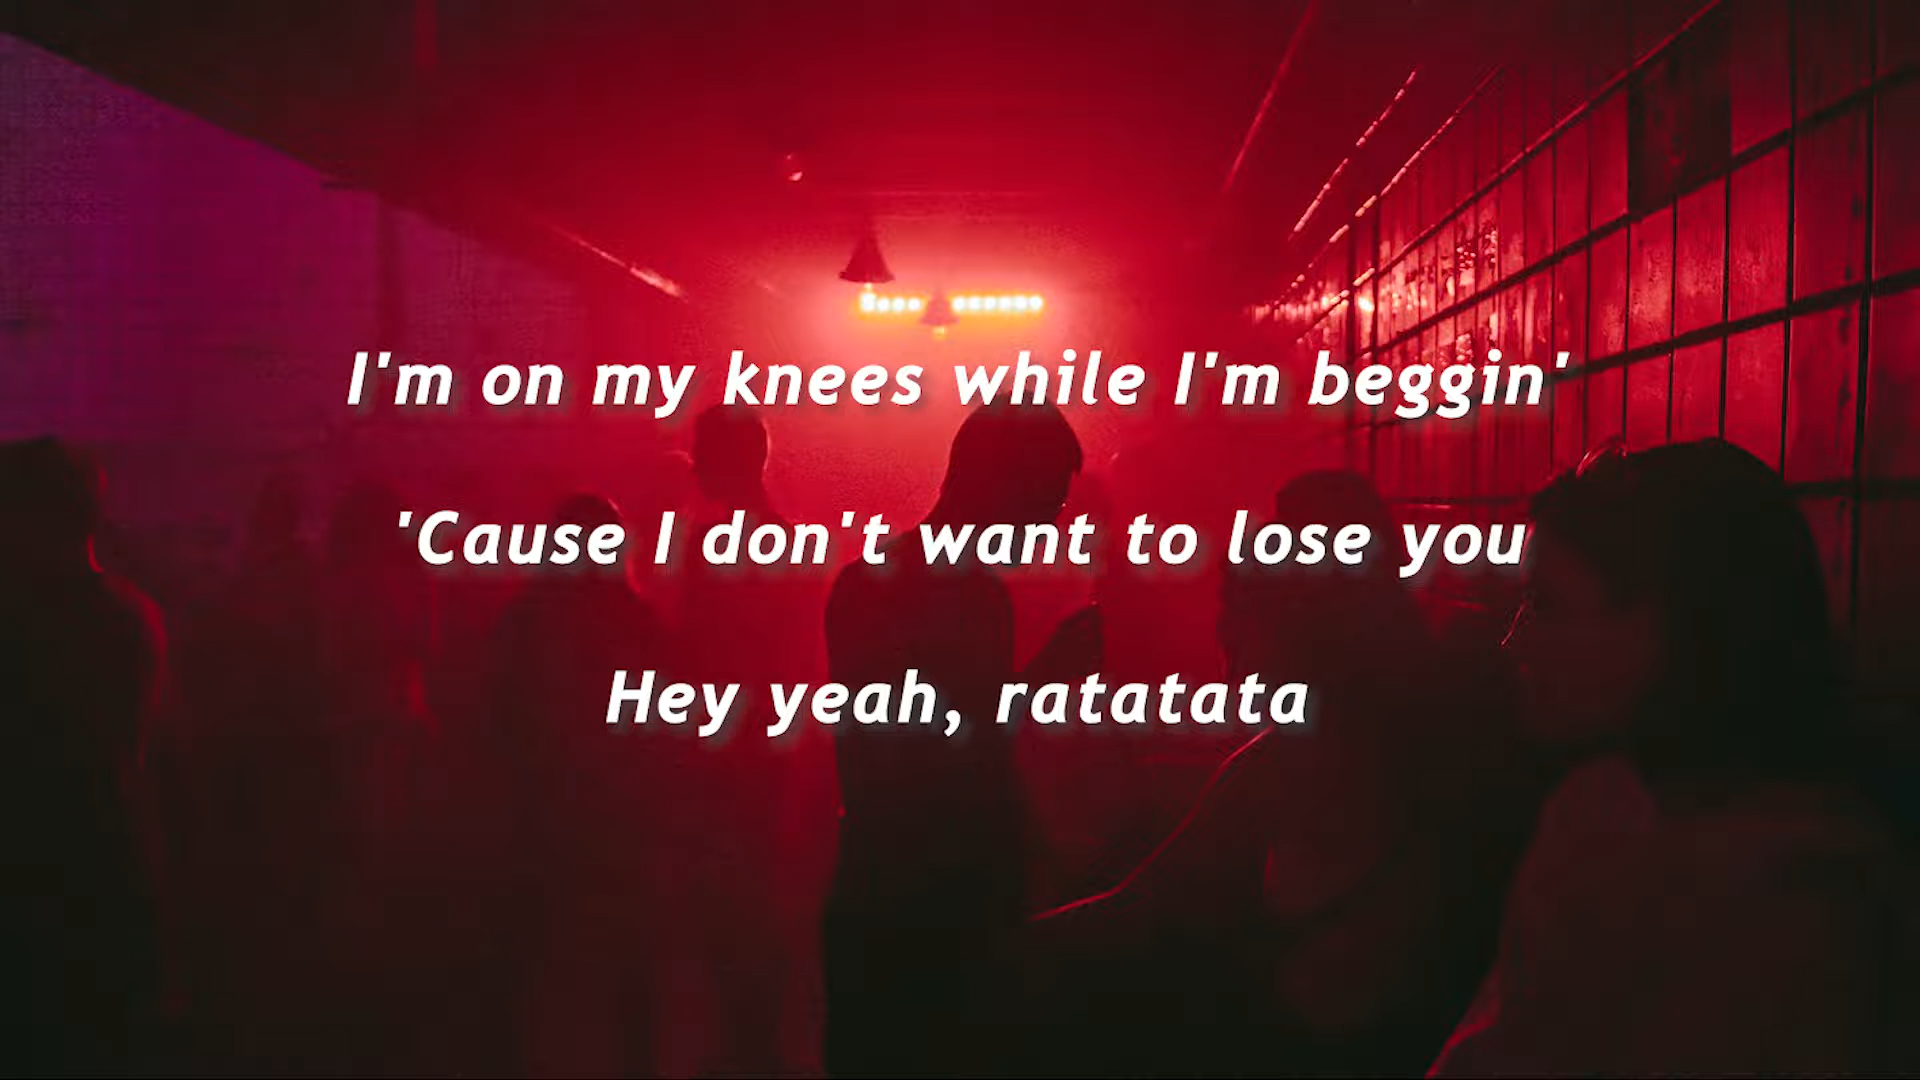 I'm on my knees while I'm beggin'
'Cause I don't want to lose you
Hey yeah, ratatata